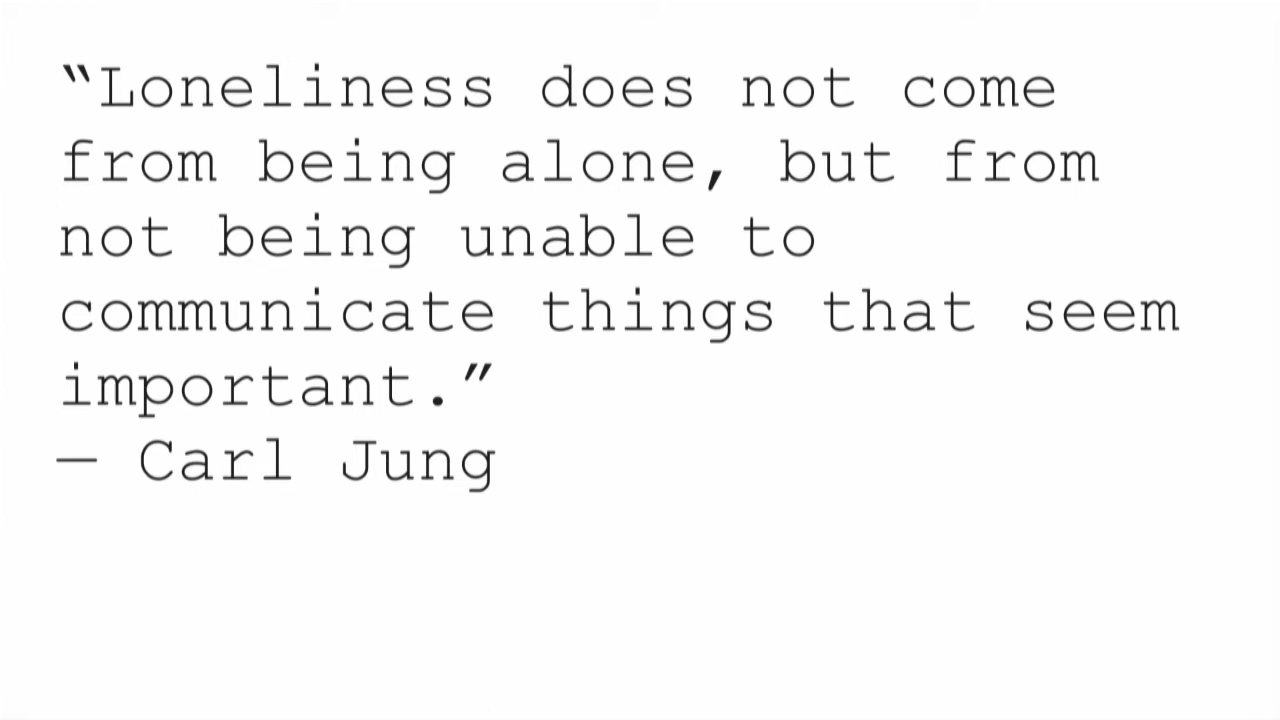 “Loneliness does not come
from being alone, but from
not being unable to
communicate things that seem
important.”
— Carl Jung